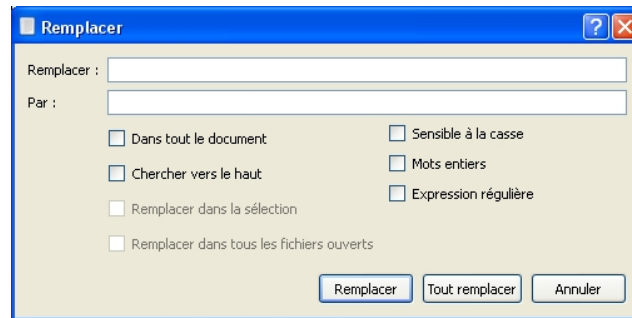 Remplacer
?
Remplacer :
Par :
Dans tout le document
Sensible à la casse
Chercher vers le haut
Mots entiers
Expression régulière
Remplacer dans la sélection
Remplacer dans tous les fichiers ouverts
Remplacer
Tout remplacer
Annuler